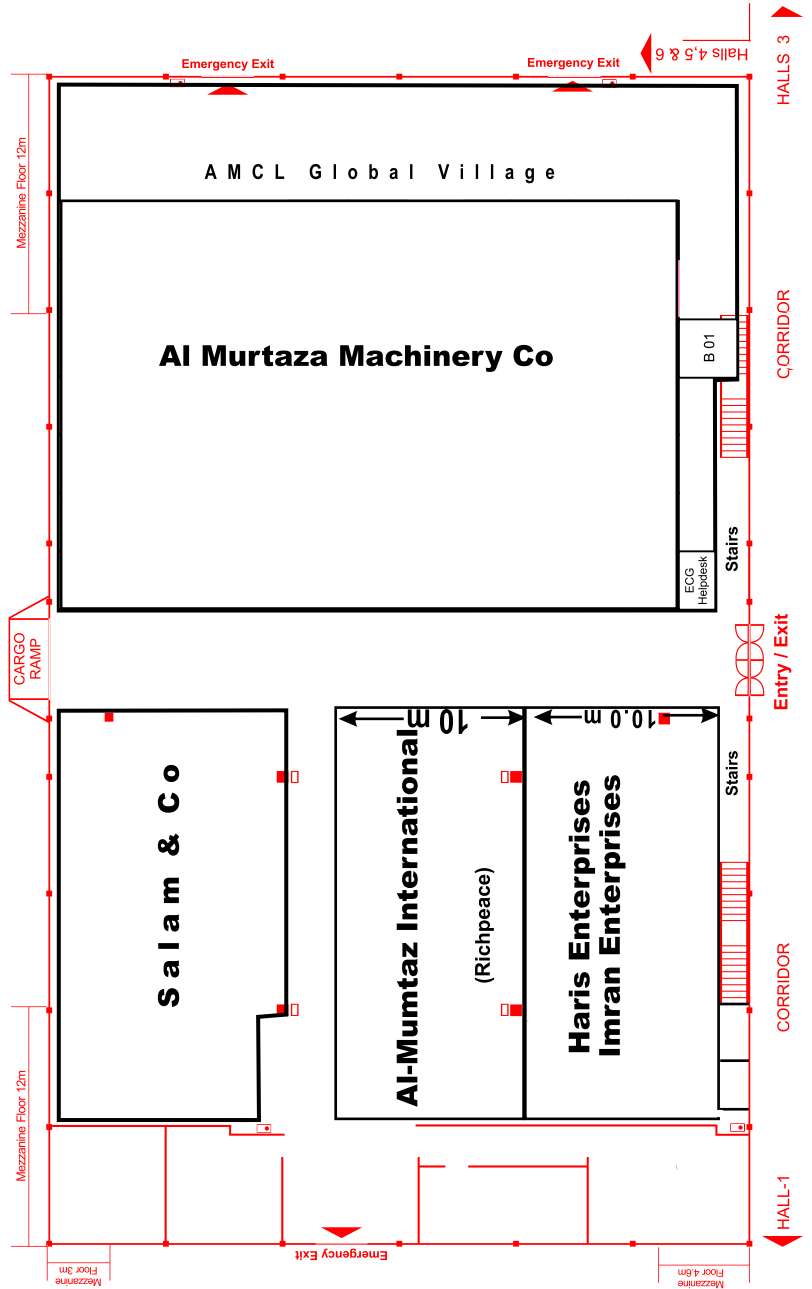 Halls 4,5 & 6
HALLS 3
Emergency Exit
Emergency Exit
Mezzanine Floor 12m
AMCL Global Village
CORRIDOR
Al Murtaza Machinery Co
B 01
Stairs
ECG
Helpdesk
CARGO
RAMP
Entry / Exit
10 m
10.0 m
Stairs
Salam & Co
Al-Mumtaz International
(Richpeace)
Haris Enterprises
Imran Enterprises
CORRIDOR
Mezzanine Floor 12m
HALL-1
Emergency Exit
Mezzanine
Floor 3m
Mezzanine
Floor 4.6m